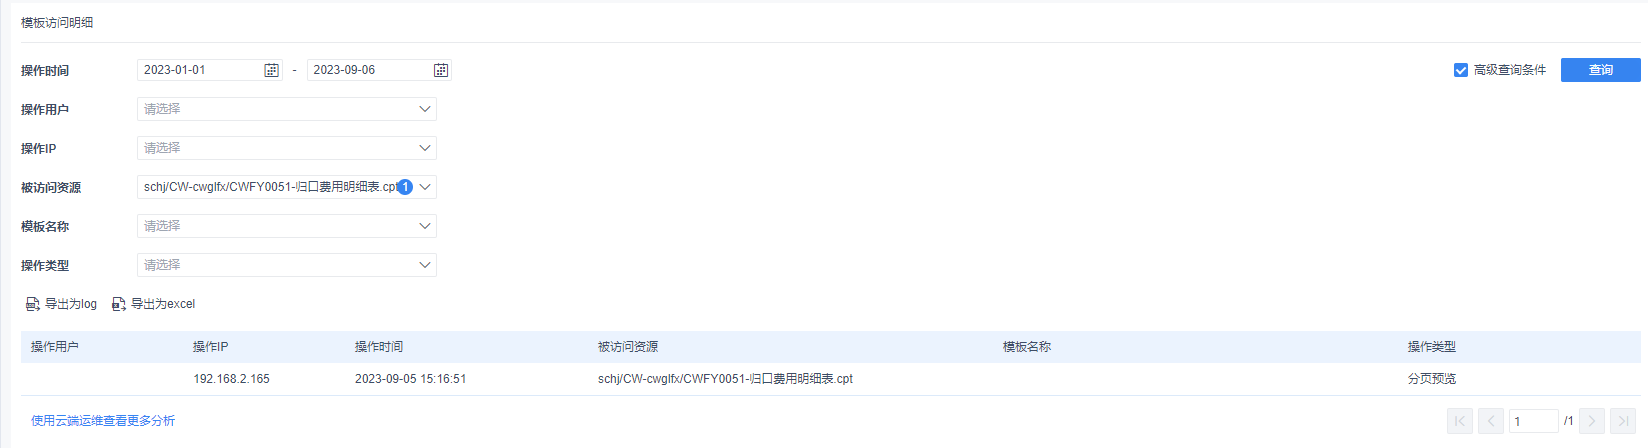 模板访问明细
操作时间 2023-01-01 - 2023-09-06 高级查询条件 查询
操作用户 请选择
操作IP 请选择
被访问资源 schj/CW-cwglfx/CWFY0051-归口费用明细表.cpt 1
模板名称 请选择
操作类型 请选择
导出为log 导出为excel
操作用户 操作IP 操作时间 被访问资源 模板名称 操作类型
192.168.2.165 2023-09-05 15:16:51 schj/CW-cwglfx/CWFY0051-归口费用明细表.cpt 分页预览
使用云端运维查看更多分析 1 /1